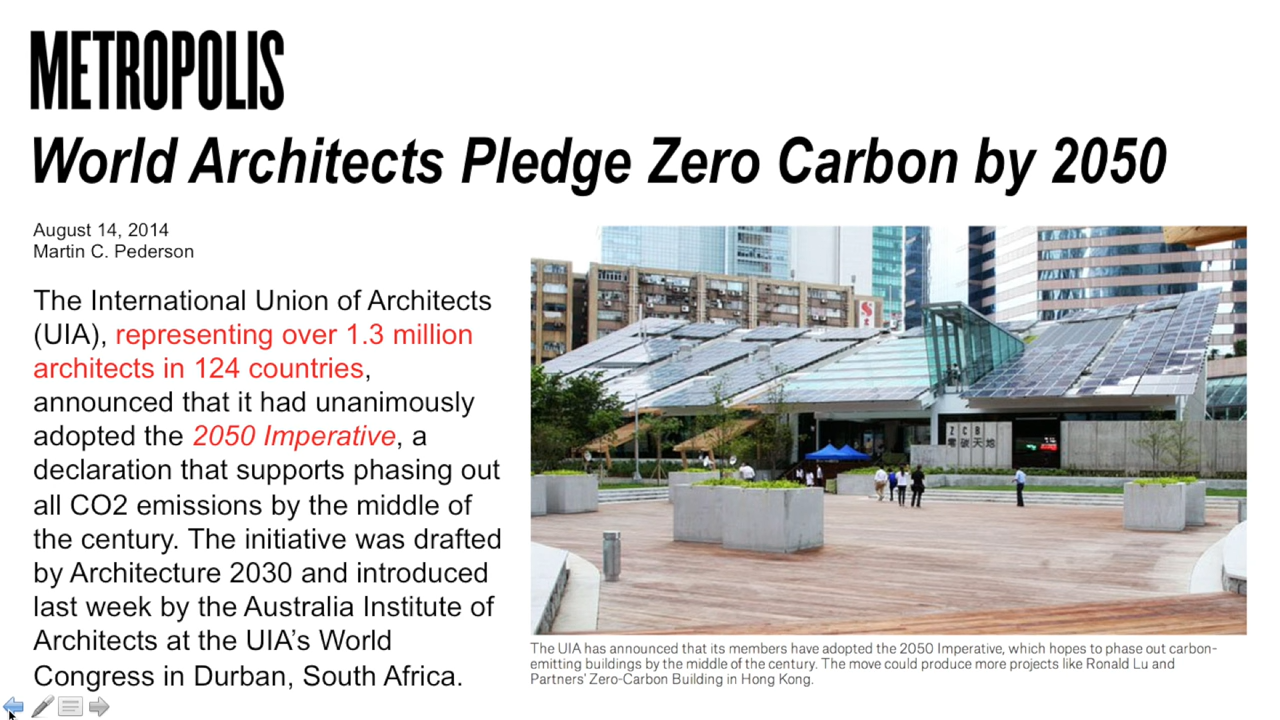 METROPOLIS
World Architects Pledge Zero Carbon by 2050
August 14, 2014
Martin C. Pederson
The International Union of Architects
(UIA), representing over 1.3 million
architects in 124 countries,
announced that it had unanimously
adopted the 2050 Imperative, a
declaration that supports phasing out
all CO2 emissions by the middle of
the century. The initiative was drafted
by Architecture 2030 and introduced
last week by the Australia Institute of
Architects at the UIA’s World
Congress in Durban, South Africa.
S
ZCB
零碳天地
The UIA has announced that its members have adopted the 2050 Imperative, which hopes to phase out carbon-
emitting buildings by the middle of the century. The move could produce more projects like Ronald Lu and
Partners’ Zero-Carbon Building in Hong Kong.